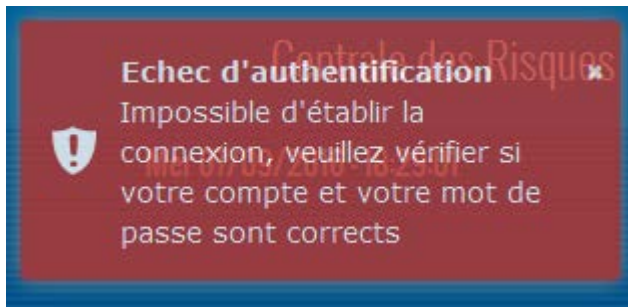 Centrale des Risques
Echec d'authentification
Impossible d'établir la
connexion, veuillez vérifier si
votre compte et votre mot de
passe sont corrects